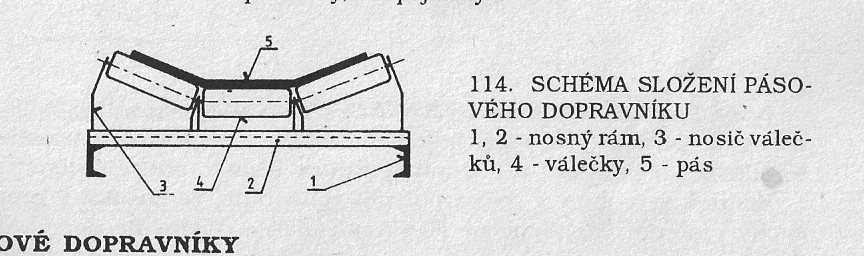 5
114. SCHÉMA SLOŽENÍ PÁSO-
VÉHO DOPRAVNÍKU
1, 2 - nosný rám, 3 - nosič váleč-
ků, 4 - válečky, 5 - pás
3 4 2 1
OVÉ DOPRAVNÍKY